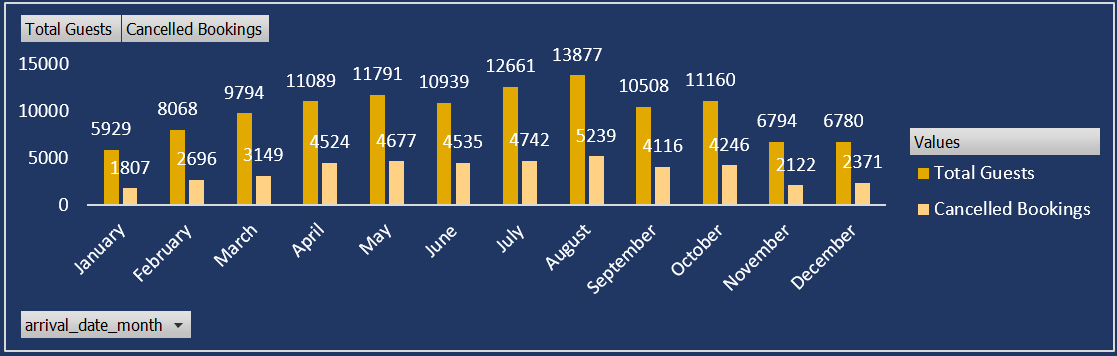 Total Guests Cancelled Bookings
15000
10000
5000
0
5929
1807
8068
2696
9794
3149
11089
4524
11791
4677
10939
4535
12661
4742
13877
5239
10508
4116
11160
4246
6794
2122
6780
2371
January
February
March
April
May
June
July
August
September
October
November
December
Values
Total Guests
Cancelled Bookings
arrival_date_month